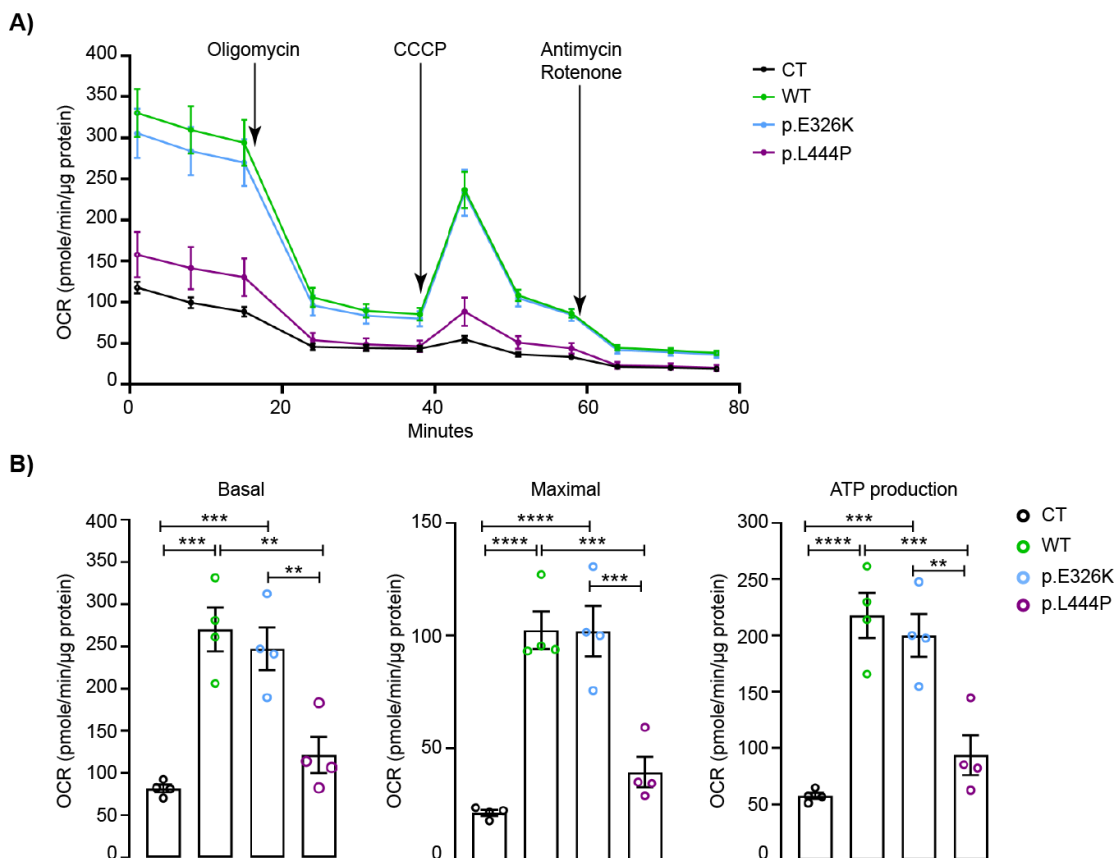 A)
Oligomycin
CCCP
Antimycin
Rotenone
CT
WT
p.E326K
p.L444P
OCR (pmole/min/µg protein)
400
350
300
250
200
150
100
50
0
0 20 40 60 80
Minutes
B)
Basal
OCR (pmole/min/µg protein)
400
350
300
250
200
150
100
50
0
***
*** **
**
Maximal
OCR (pmole/min/µg protein)
150
100
50
0
****
**** ***
***
ATP production
OCR (pmole/min/µg protein)
300
250
200
150
100
50
0
***
**** ***
**
CT
WT
p.E326K
p.L444P